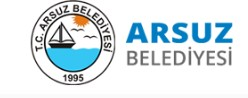 T.C. ARSUZ BELEDİYESİ
1995
ARSUZ
BELEDİYESİ